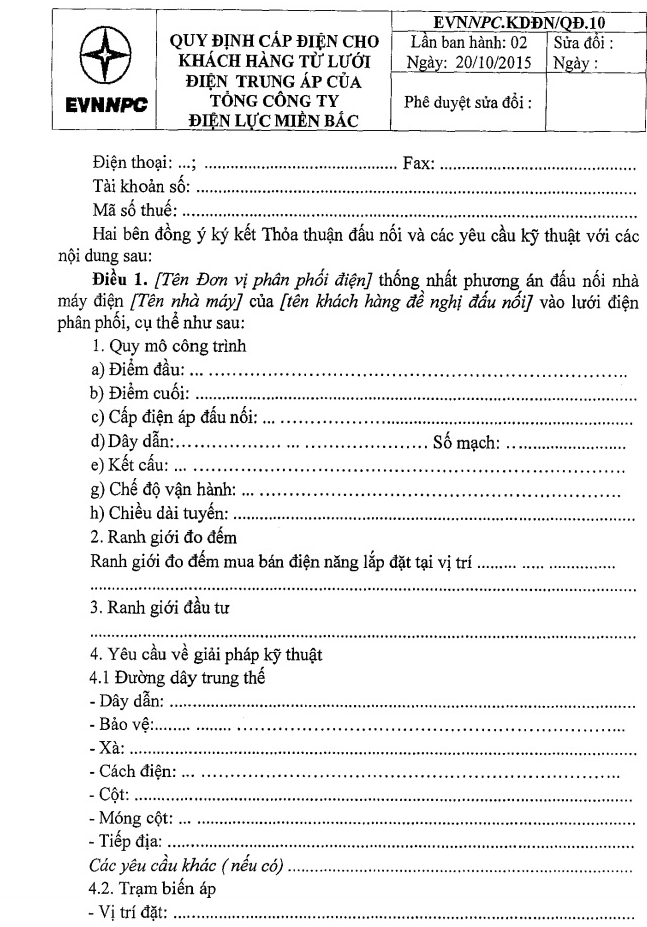 EVNNPC
QUY ĐỊNH CẤP ĐIỆN CHO
KHÁCH HÀNG TỪ LƯỚI
ĐIỆN TRUNG ÁP CỦA
TỔNG CÔNG TY
ĐIỆN LỰC MIỀN BẮC
EVNNPC.KDĐN/QĐ.10
Lần ban hành: 02
Ngày: 20/10/2015
Sửa đổi :
Ngày :
Phê duyệt sửa đổi :
Điện thoại: ...; .......................................... Fax: ..........................................
Tài khoản số: ..........................................
Mã số thuế: ..........................................
Hai bên đồng ý ký kết Thỏa thuận đấu nối và các yêu cầu kỹ thuật với các
nội dung sau:
Điều 1. [Tên Đơn vị phân phối điện] thống nhất phương án đấu nối nhà
máy điện [Tên nhà máy] của [tên khách hàng đề nghị đấu nối] vào lưới điện
phân phối, cụ thể như sau:
1. Quy mô công trình
a) Điểm đầu: ... ..........................................
b) Điểm cuối: ..........................................
c) Cấp điện áp đấu nối: ... ..........................................
d) Dây dẫn:................... ... ....................... Số mạch: ........................
e) Kết cấu: ... ..........................................
g) Chế độ vận hành: ... ..........................................
h) Chiều dài tuyến: ..........................................
2. Ranh giới đo đếm
Ranh giới đo đếm mua bán điện năng lắp đặt tại vị trí ......... ..... ...............
..........................................
3. Ranh giới đầu tư
..........................................
4. Yêu cầu về giải pháp kỹ thuật
4.1 Đường dây trung thế
- Dây dẫn: ..........................................
- Bảo vệ:........ ........ ..........................................
- Xà: ..........................................
- Cách điện: ... ..........................................
- Cột: ..........................................
- Móng cột: ... ..........................................
- Tiếp địa: ..........................................
Các yêu cầu khác ( nếu có) ..........................................
4.2. Trạm biến áp
- Vị trí đặt: ..........................................